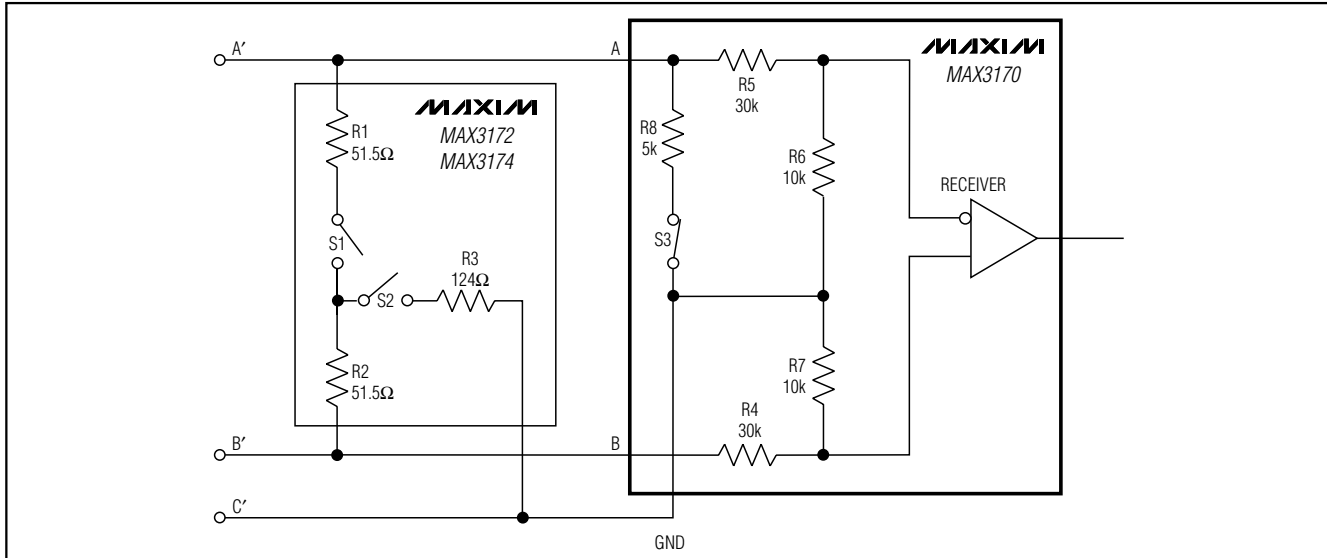 A′
A
MAXIM
MAX3170
R5
30k
MAXIM
MAX3172
MAX3174
R1
51.5Ω
R8
5k
R6
10k
RECEIVER
S1
S3
R3
124Ω
S2
R2
51.5Ω
R7
10k
R4
30k
B′
B
C′
GND